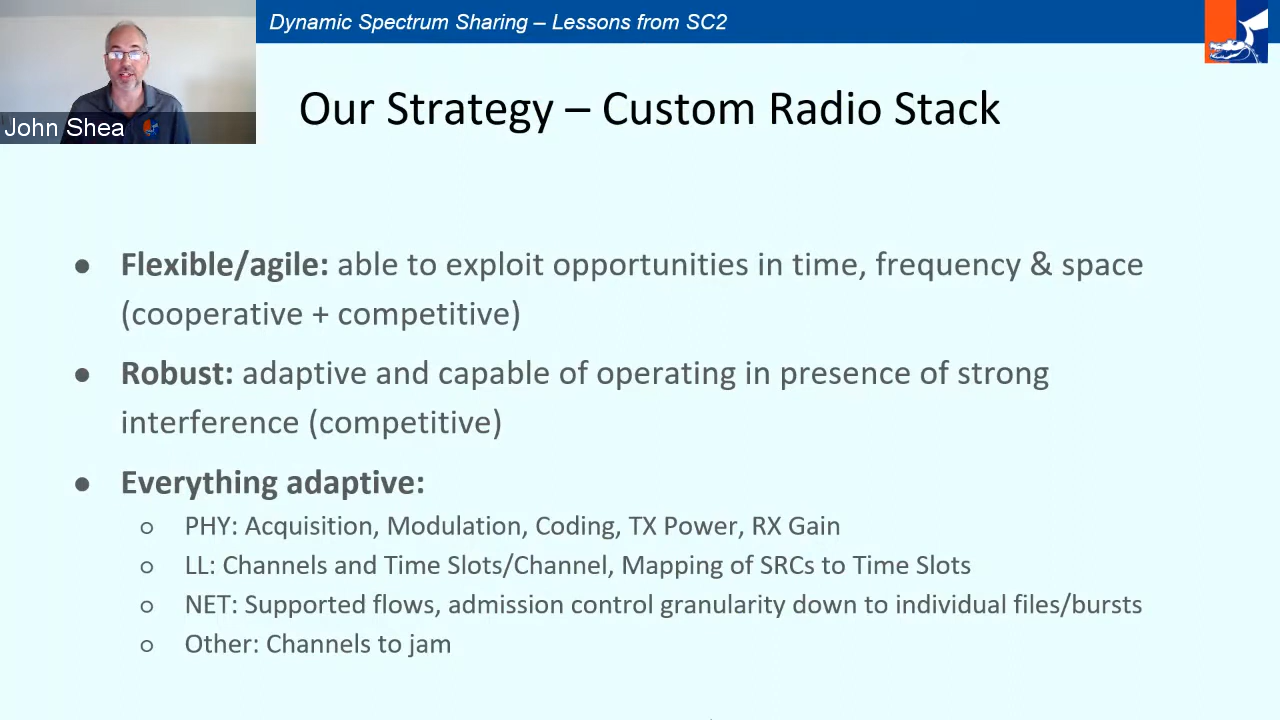 Dynamic Spectrum Sharing – Lessons from SC2
John Shea
Our Strategy – Custom Radio Stack
● Flexible/agile: able to exploit opportunities in time, frequency & space
(cooperative + competitive)
● Robust: adaptive and capable of operating in presence of strong
interference (competitive)
● Everything adaptive:
○ PHY: Acquisition, Modulation, Coding, TX Power, RX Gain
○ LL: Channels and Time Slots/Channel, Mapping of SRCs to Time Slots
○ NET: Supported flows, admission control granularity down to individual files/bursts
○ Other: Channels to jam